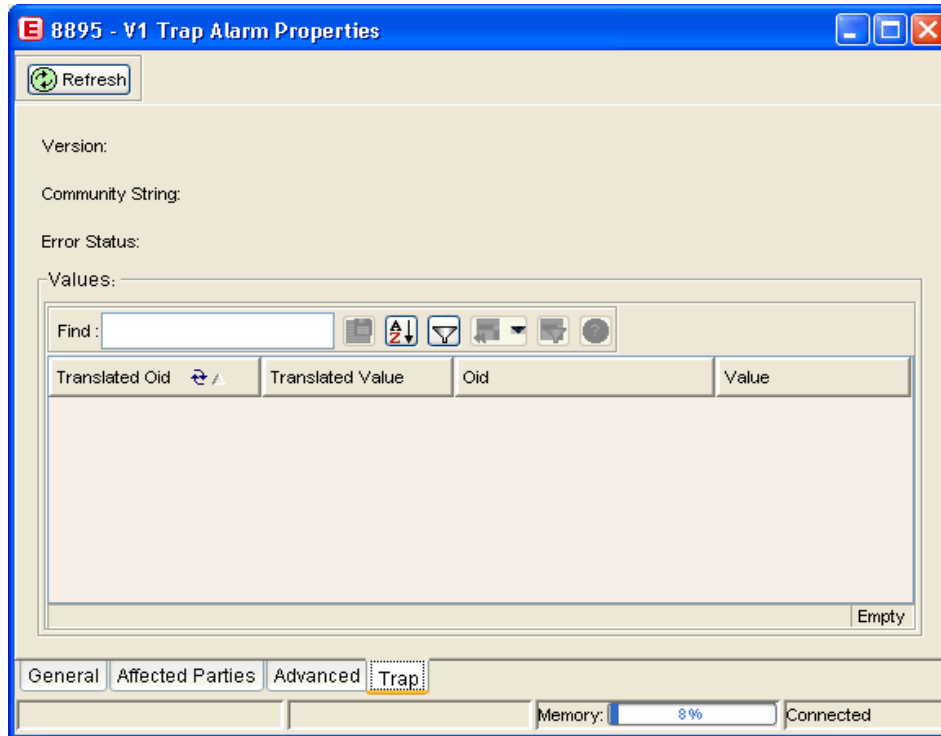 E 8895 - V1 Trap Alarm Properties
Refresh
Version:
Community String:
Error Status:
Values:
Find :
A Z ?
Translated Oid Translated Value Oid Value
Empty
General Affected Parties Advanced Trap
Memory: 8% Connected